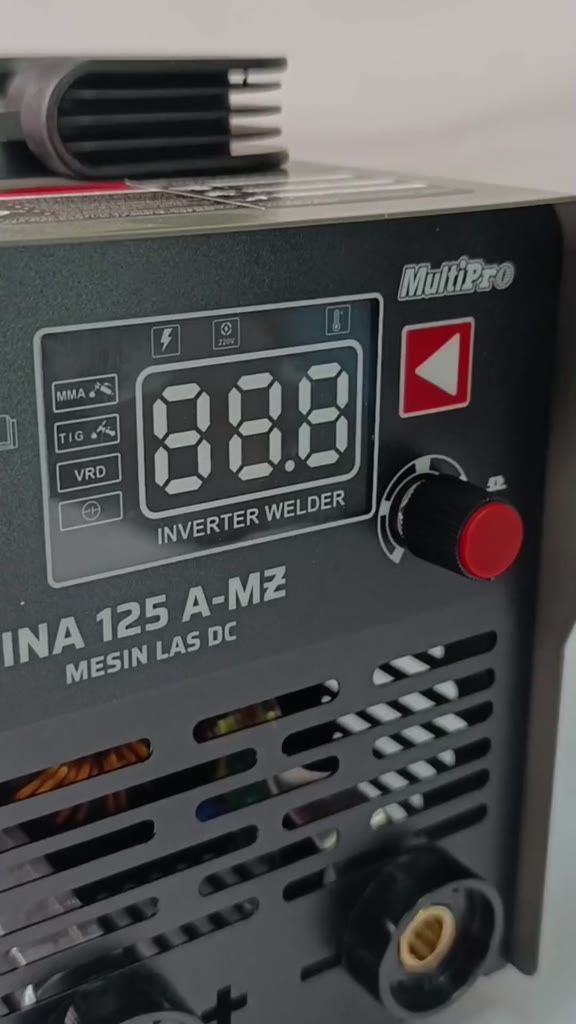 MultiPro
220V
MMA
TIG
VRD
88.8
INVERTER WELDER
INA 125 A-MZ
MESIN LAS DC
+
-